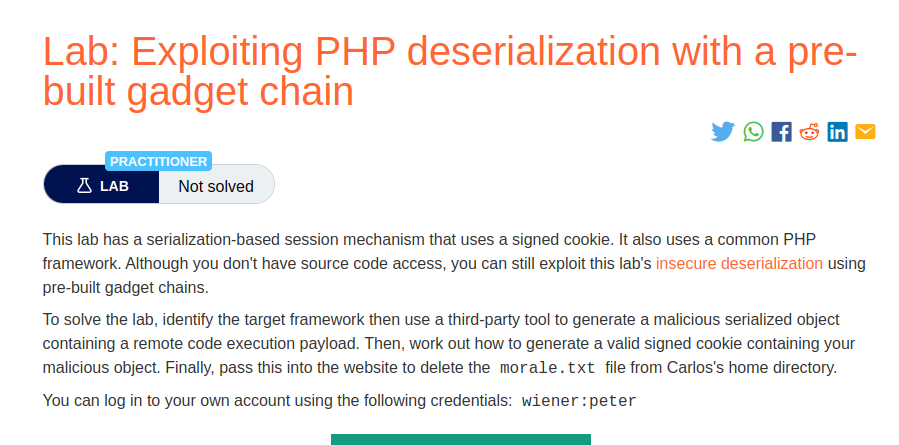 Lab: Exploiting PHP deserialization with a pre-
built gadget chain
PRACTITIONER
LAB
Not solved
This lab has a serialization-based session mechanism that uses a signed cookie. It also uses a common PHP
framework. Although you don't have source code access, you can still exploit this lab's insecure deserialization using
pre-built gadget chains.
To solve the lab, identify the target framework then use a third-party tool to generate a malicious serialized object
containing a remote code execution payload. Then, work out how to generate a valid signed cookie containing your
malicious object. Finally, pass this into the website to delete the morale.txt file from Carlos's home directory.
You can log in to your own account using the following credentials: wiener:peter